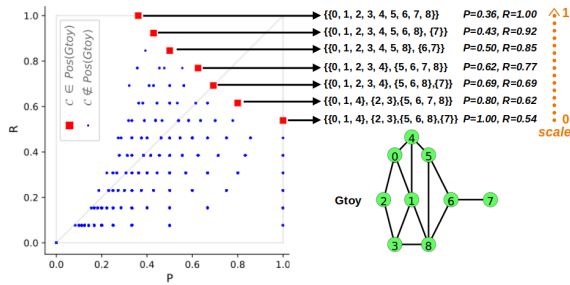 1.0
0.8
0.6
0.4
0.2
0.0
R
0.0 0.2 0.4 0.6 0.8 1.0
P
C ∈ Pos(Gtoy)
C ∉ Pos(Gtoy)
{{0, 1, 2, 3, 4, 5, 6, 7, 8}} P=0.36, R=1.00
{{0, 1, 2, 3, 4, 5, 6, 8}, {7}} P=0.43, R=0.92
{{0, 1, 2, 3, 4, 5, 8}, {6,7}} P=0.50, R=0.85
{{0, 1, 2, 3, 4}, {5, 6, 7, 8}} P=0.62, R=0.77
{{0, 1, 2, 3, 4}, {5, 6, 8},{7}} P=0.69, R=0.69
{{0, 1, 4}, {2, 3},{5, 6, 7, 8}} P=0.80, R=0.62
{{0, 1, 4}, {2, 3},{5, 6, 8},{7}} P=1.00, R=0.54
1
0
scale
Gtoy
4
0 5
2 1 6 7
3 8